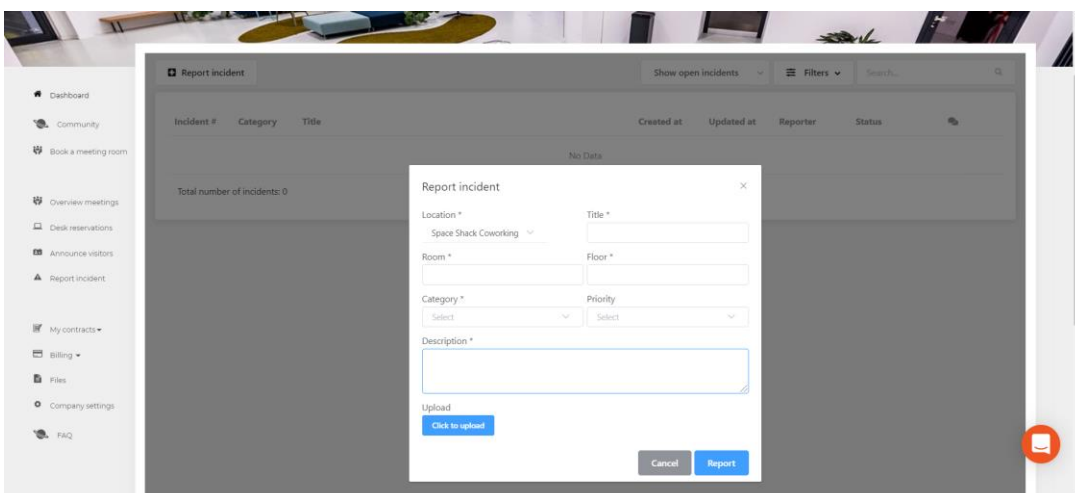 Report incident
Show open incidents
Filters
Search...
Dashboard
Community
Book a meeting room
Overview meetings
Desk reservations
Announce visitors
Report incident
My contracts
Billing
Files
Company settings
FAQ
Incident # Category Title Created at Updated at Reporter Status
No Data
Total number of incidents: 0
Report incident
Location * Title *
Space Shack Coworking
Room * Floor *
Category * Priority
Select Select
Description *
Upload
Click to upload
Cancel Report